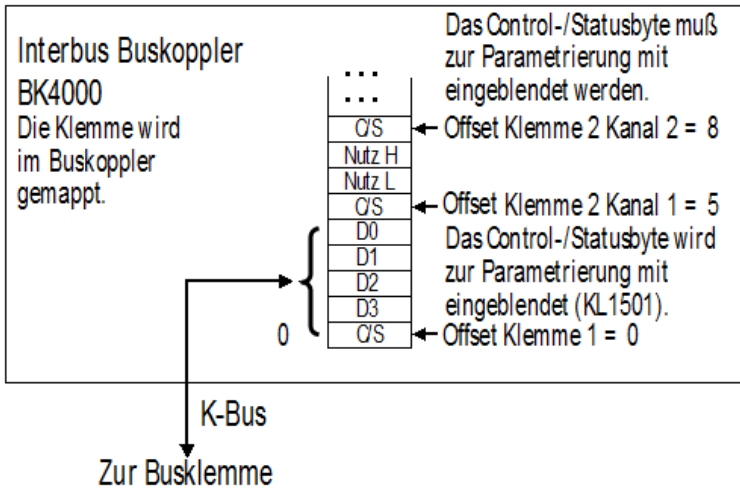 Interbus Buskoppler
BK4000
Die Klemme wird
im Buskoppler
gemappt.
Das Control-/Statusbyte muß
zur Parametrierung mit
eingeblendet werden.
...
...
C/S
Offset Klemme 2 Kanal 2 = 8
Nutz H
Nutz L
C/S
Offset Klemme 2 Kanal 1 = 5
D0
D1
D2
D3
Das Control-/Statusbyte wird
zur Parametrierung mit
eingeblendet (KL1501).
0
C/S
Offset Klemme 1 = 0
K-Bus
Zur Busklemme